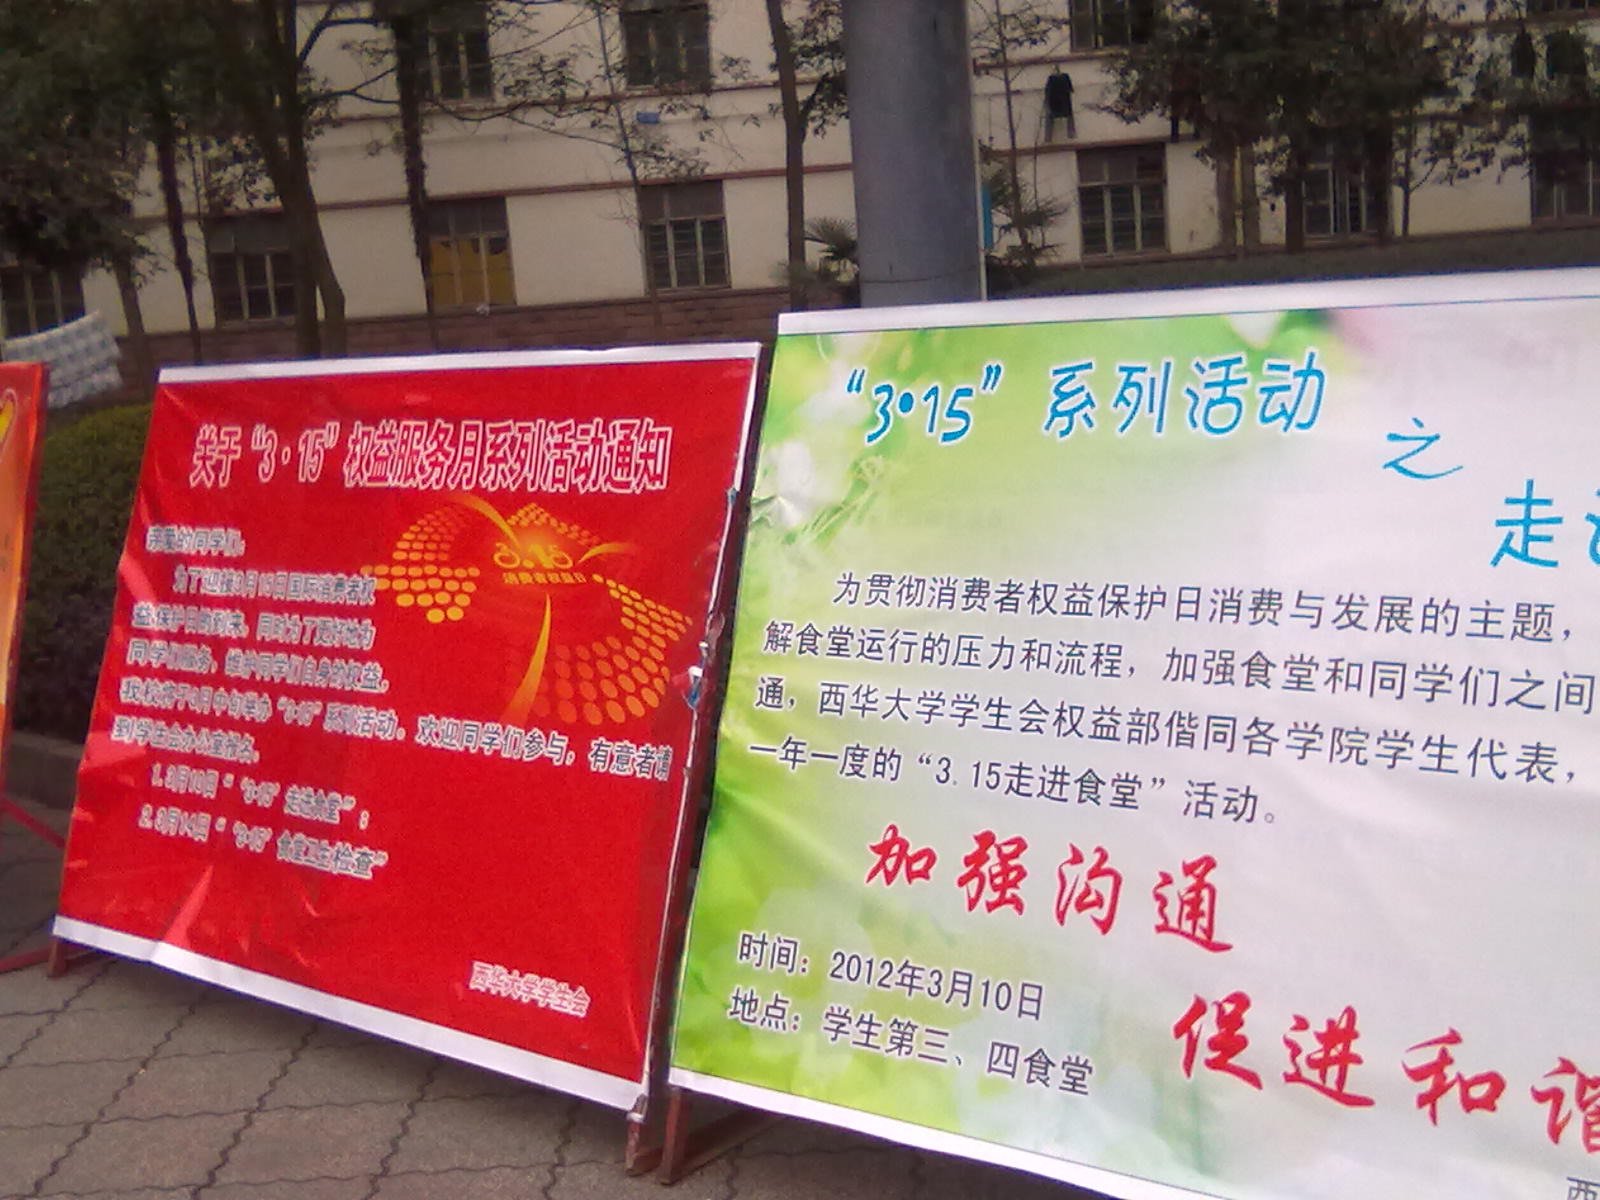 关于“3·15”权益服务月系列活动通知
亲爱的同学们：
为了迎接3月15日国际消费者权
益保护日的到来，同时为了更好地为
同学们服务，维护同学们自身的权益，
我校将于3月中旬举办“3·15”系列活动。欢迎同学们参与，有意者请
到学生会办公室报名。
1.3月10日“‘3·15’走进食堂”；
2.3月14日“‘3·15’食堂卫生检查”
西华大学学生会
3.15
消费者权益日
“3·15”系列活动
之
走
为贯彻消费者权益保护日消费与发展的主题，
解食堂运行的压力和流程，加强食堂和同学们之间
通，西华大学学生会权益部偕同各学院学生代表，
一年一度的“3.15走进食堂”活动。
加强沟通
促进和谐
时间：2012年3月10日
地点：学生第三、四食堂
西